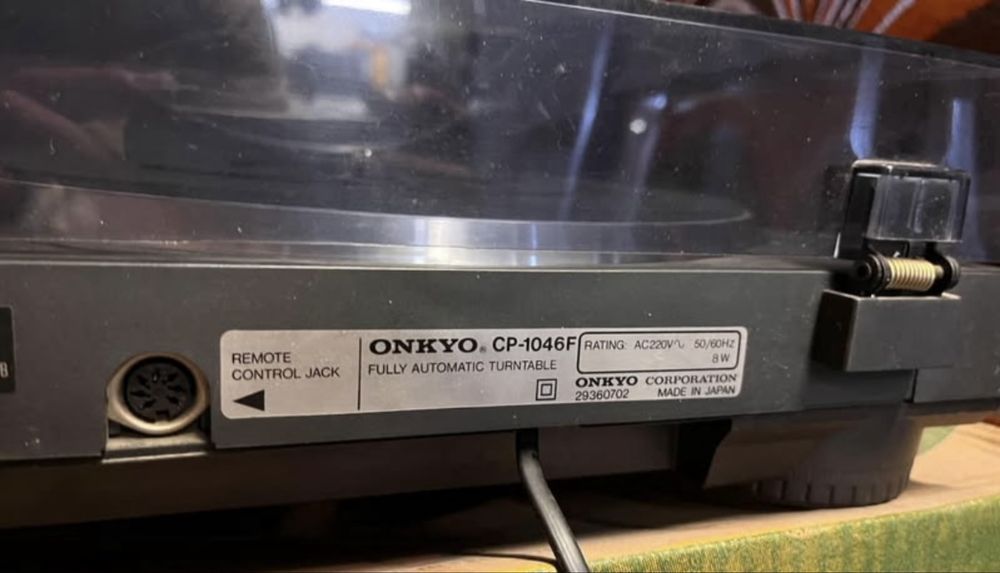 REMOTE
CONTROL JACK
ONKYO® CP-1046F
FULLY AUTOMATIC TURNTABLE
RATING: AC220V∿ 50/60Hz
8W
ONKYO CORPORATION
29360702 MADE IN JAPAN